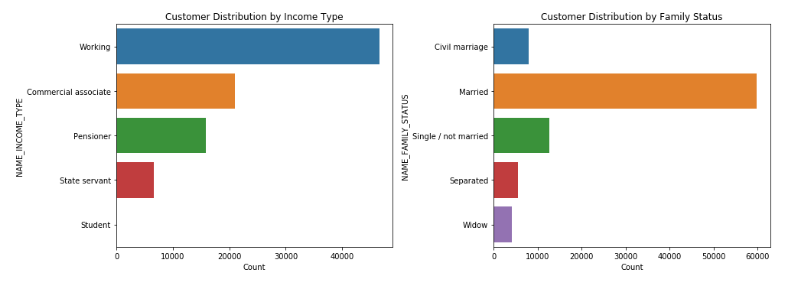 Customer Distribution by Income Type
NAME_INCOME_TYPE
Working
Commercial associate
Pensioner
State servant
Student
0 10000 20000 30000 40000
Count
Customer Distribution by Family Status
NAME_FAMILY_STATUS
Civil marriage
Married
Single / not married
Separated
Widow
0 10000 20000 30000 40000 50000 60000
Count